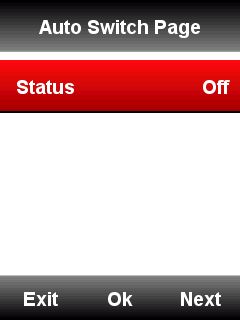 Auto Switch Page
Status Off
Exit Ok Next